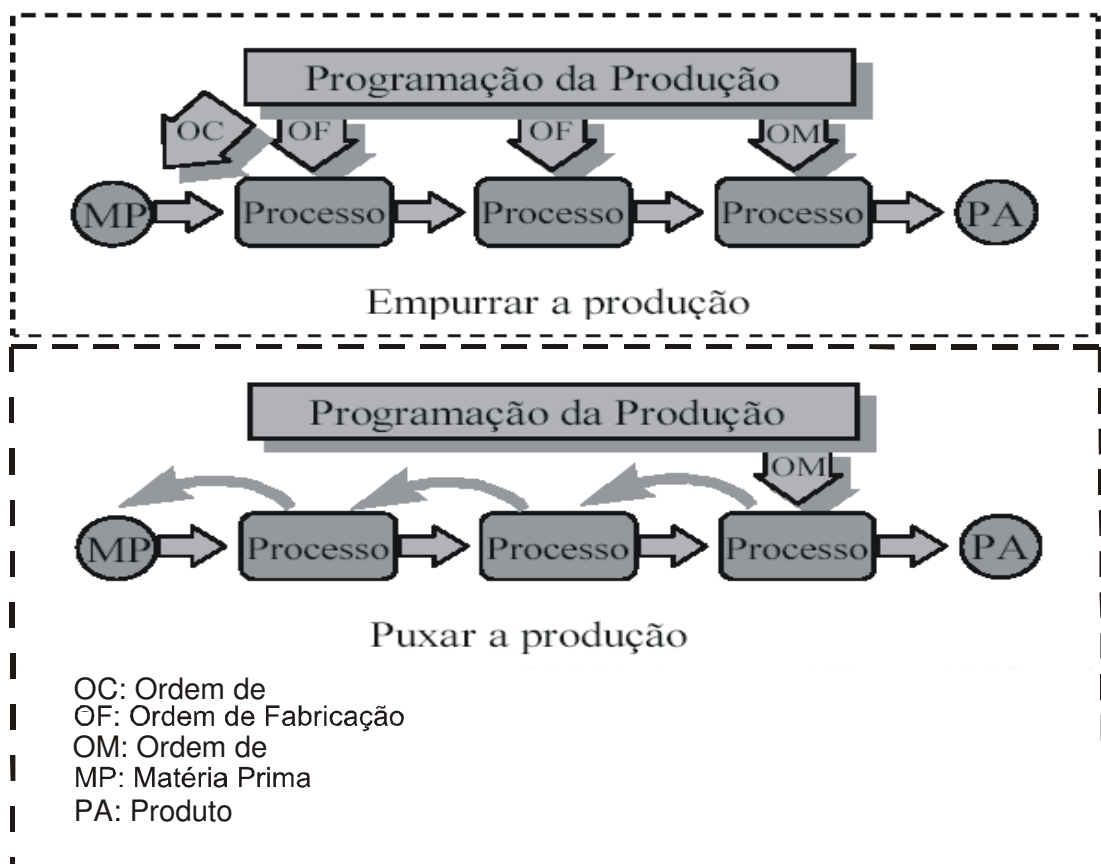 Programação da Produção
OC OF OF OM
MP Processo Processo Processo PA
Empurrar a produção
Programação da Produção
OM
MP Processo Processo Processo PA
Puxar a produção
OC: Ordem de
OF: Ordem de Fabricação
OM: Ordem de
MP: Matéria Prima
PA: Produto